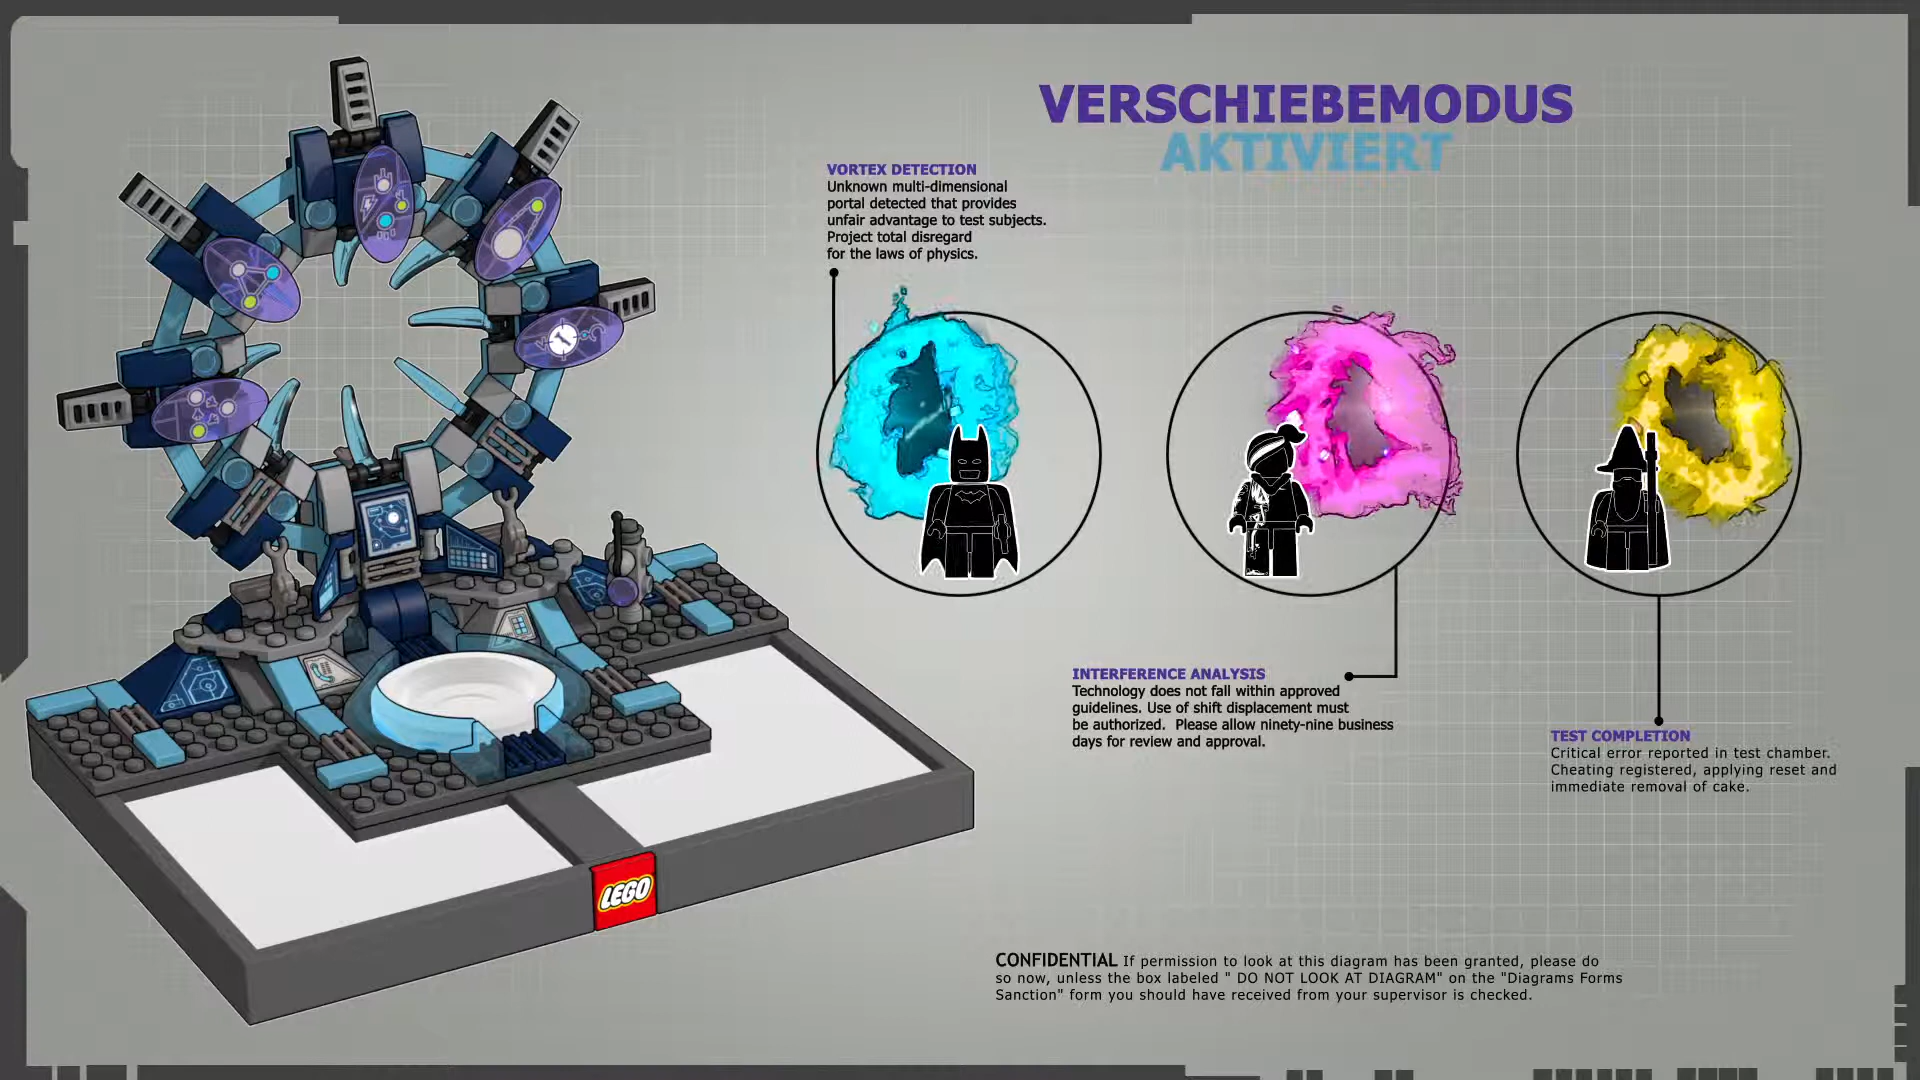 VERSCHIEBEMODUS
AKTIVIERT
VORTEX DETECTION
Unknown multi-dimensional
portal detected that provides
unfair advantage to test subjects.
Project total disregard
for the laws of physics.
INTERFERENCE ANALYSIS
Technology does not fall within approved
guidelines. Use of shift displacement must
be authorized.  Please allow ninety-nine business
days for review and approval.
TEST COMPLETION
Critical error reported in test chamber.
Cheating registered, applying reset and
immediate removal of cake.
LEGO
CONFIDENTIAL If permission to look at this diagram has been granted, please do
so now, unless the box labeled " DO NOT LOOK AT DIAGRAM" on the "Diagrams Forms
Sanction" form you should have received from your supervisor is checked.